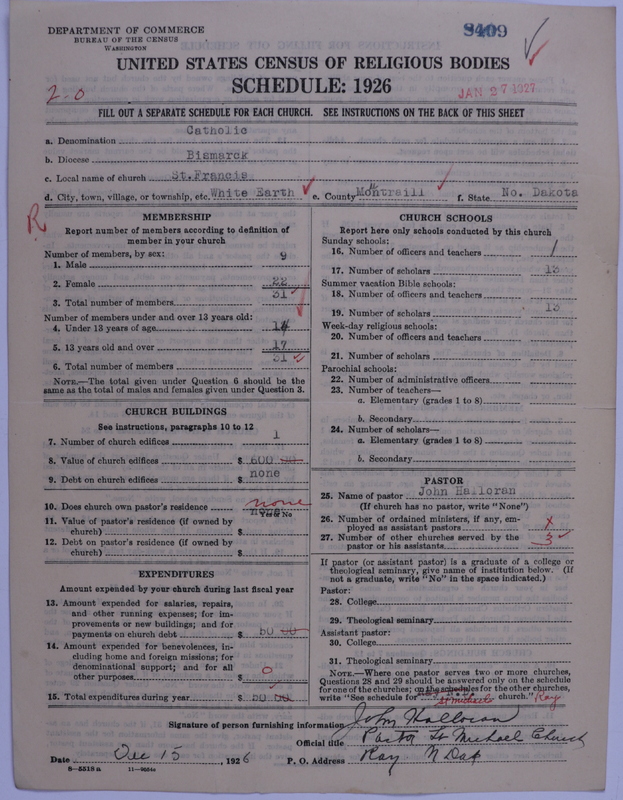 DEPARTMENT OF COMMERCE
BUREAU OF THE CENSUS
WASHINGTON
8409
UNITED STATES CENSUS OF RELIGIOUS BODIES
SCHEDULE: 1926
2-0
JAN 27 1927
FILL OUT A SEPARATE SCHEDULE FOR EACH CHURCH. SEE INSTRUCTIONS ON THE BACK OF THIS SHEET
a. Denomination Catholic
b. Diocese Bismarck
c. Local name of church St.Francis
d. City, town, village, or township, etc. White Earth e. County Montraill f. State No. Dakota
R
MEMBERSHIP
Report number of members according to definition of
member in your church
Number of members, by sex:
1. Male 9
2. Female 22
3. Total number of members 31
Number of members under and over 13 years old:
4. Under 13 years of age 14
5. 13 years old and over 17
6. Total number of members 31
NOTE.—The total given under Question 6 should be the
same as the total of males and females given under Question 3.
CHURCH BUILDINGS
See instructions, paragraphs 10 to 12
7. Number of church edifices 1
8. Value of church edifices $ 600 00
9. Debt on church edifices $ none
10. Does church own pastor's residence none
Yes or No
11. Value of pastor's residence (if owned by
church) $
12. Debt on pastor's residence (if owned by
church) $
EXPENDITURES
Amount expended by your church during last fiscal year
13. Amount expended for salaries, repairs,
and other running expenses; for im-
provements or new buildings; and for
payments on church debt $ 50 00
14. Amount expended for benevolences, in-
cluding home and foreign missions; for
denominational support; and for all
other purposes $ 0
15. Total expenditures during year $ 50 00
CHURCH SCHOOLS
Report here only schools conducted by this church
Sunday schools:
16. Number of officers and teachers 1
17. Number of scholars 13
Summer vacation Bible schools:
18. Number of officers and teachers
19. Number of scholars 13
Week-day religious schools:
20. Number of officers and teachers
21. Number of scholars
Parochial schools:
22. Number of administrative officers
23. Number of teachers—
a. Elementary (grades 1 to 8)
b. Secondary
24. Number of scholars—
a. Elementary (grades 1 to 8)
b. Secondary
PASTOR
25. Name of pastor John Halloran
(If church has no pastor, write "None")
26. Number of ordained ministers, if any, em-
ployed as assistant pastors x
27. Number of other churches served by the
pastor or his assistants 3
If pastor (or assistant pastor) is a graduate of a college or
theological seminary, give name of institution below. (If
not a graduate, write "No" in the space indicated.)
Pastor:
28. College
29. Theological seminary
Assistant pastor:
30. College
31. Theological seminary
NOTE.—Where one pastor serves two or more churches,
Questions 28 and 29 should be answered only on the schedule
for one of the churches; on the schedules for the other churches,
write "See schedule for St Michael church." Ray
Signature of person furnishing information John Halloran
Official title Pastor St Michael Church
Date Dec 15, 1926 P. O. Address Ray N Dak
8-5518 a